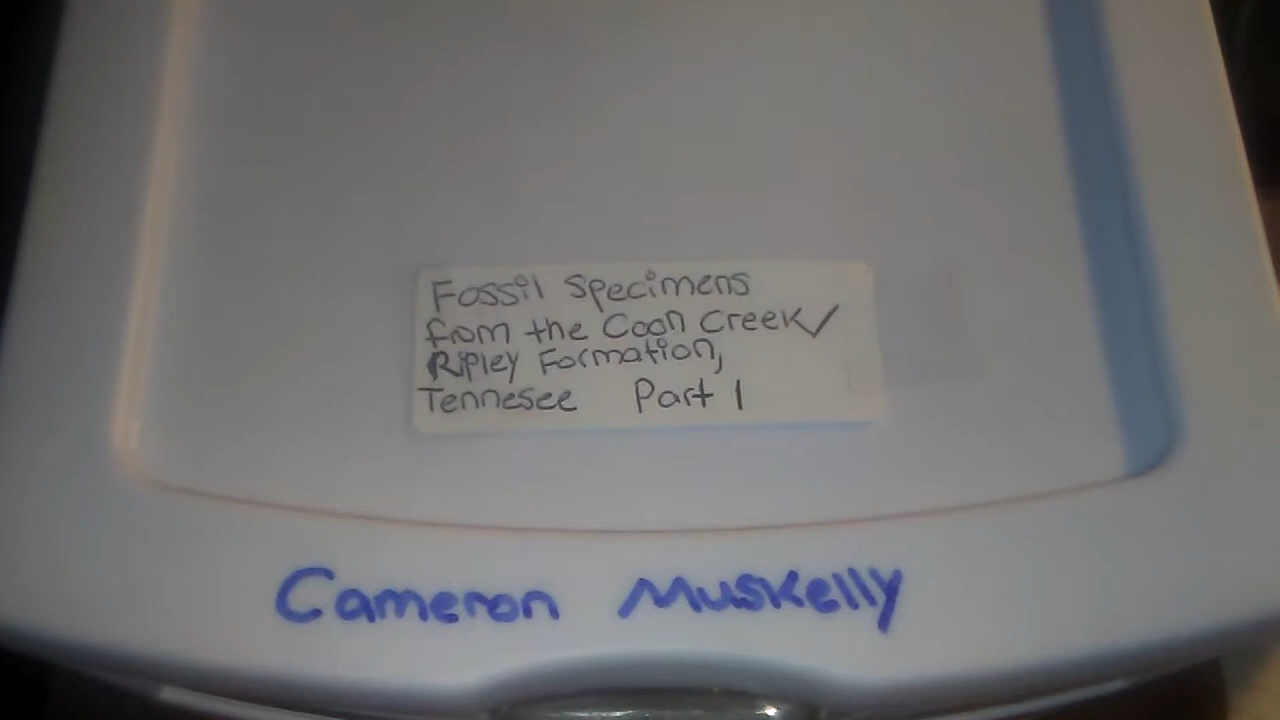 Fossil Specimens
from the Coon Creek/
Ripley Formation,
Tennesee Part 1
Cameron Muskelly